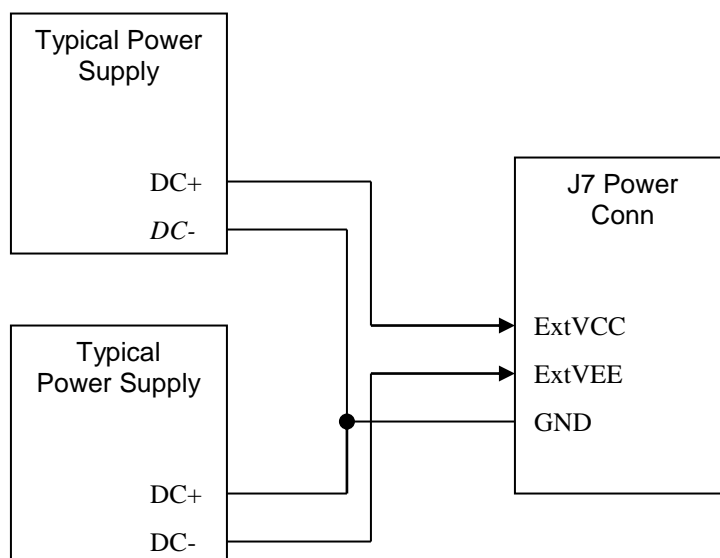 Typical Power
Supply
DC+
DC-
Typical
Power Supply
DC+
DC-
J7 Power
Conn
ExtVCC
ExtVEE
GND